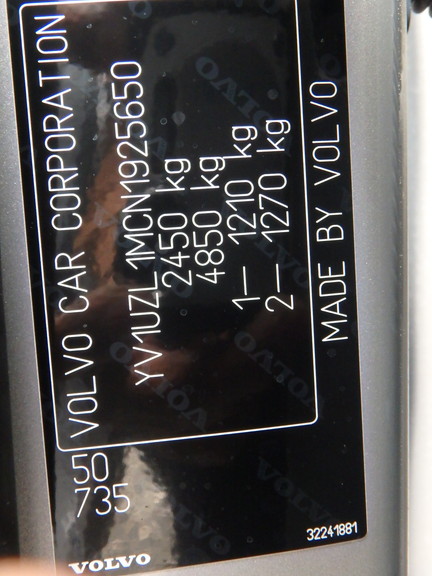 VOLVO CAR CORPORATION
YV1UZL1MCN1925650
2450 kg
4850 kg
1— 1210 kg
2— 1270 kg
MADE BY VOLVO
50
735
VOLVO
32241881